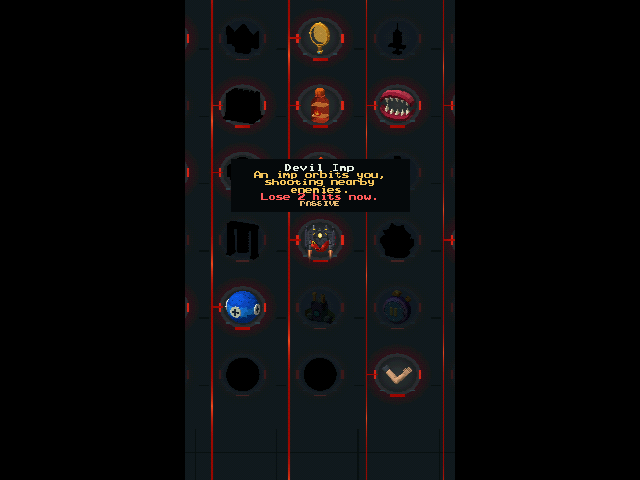 Devil Imp
An imp orbits you,
shooting nearby
enemies.
Lose 2 hits now.
PASSIVE